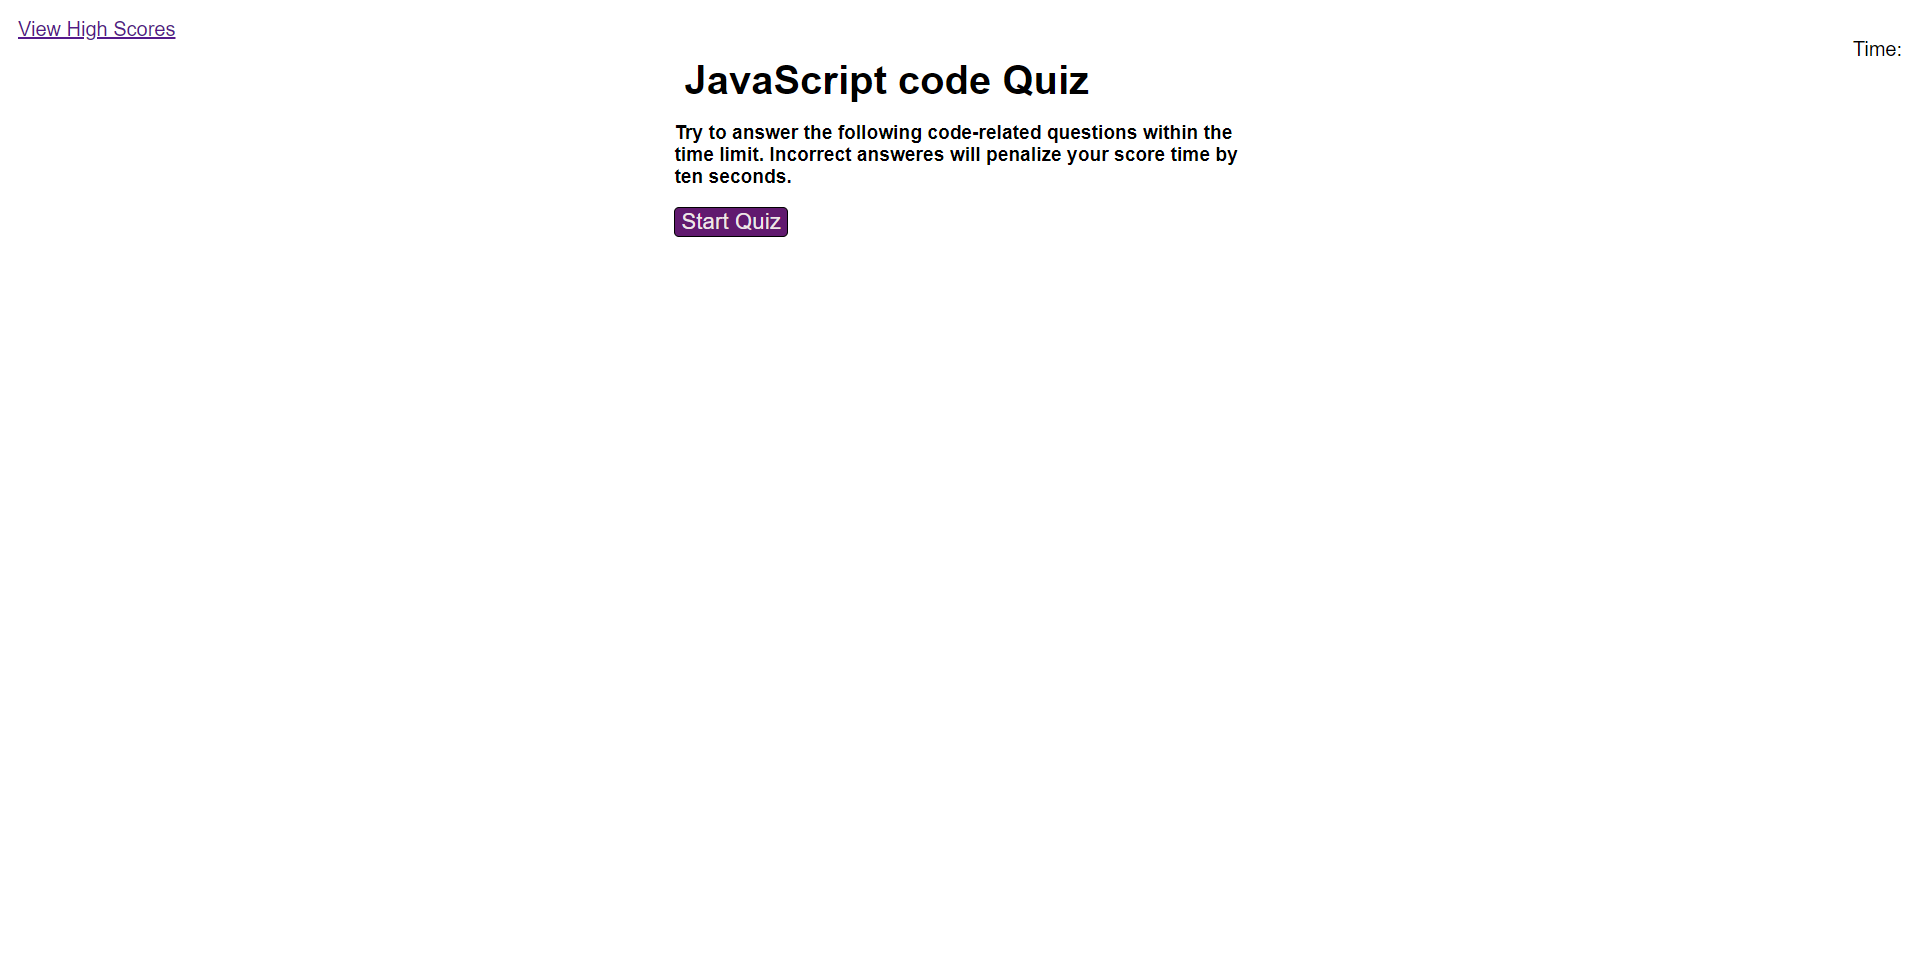 View High Scores
Time:
JavaScript code Quiz
Try to answer the following code-related questions within the
time limit. Incorrect answeres will penalize your score time by
ten seconds.
Start Quiz